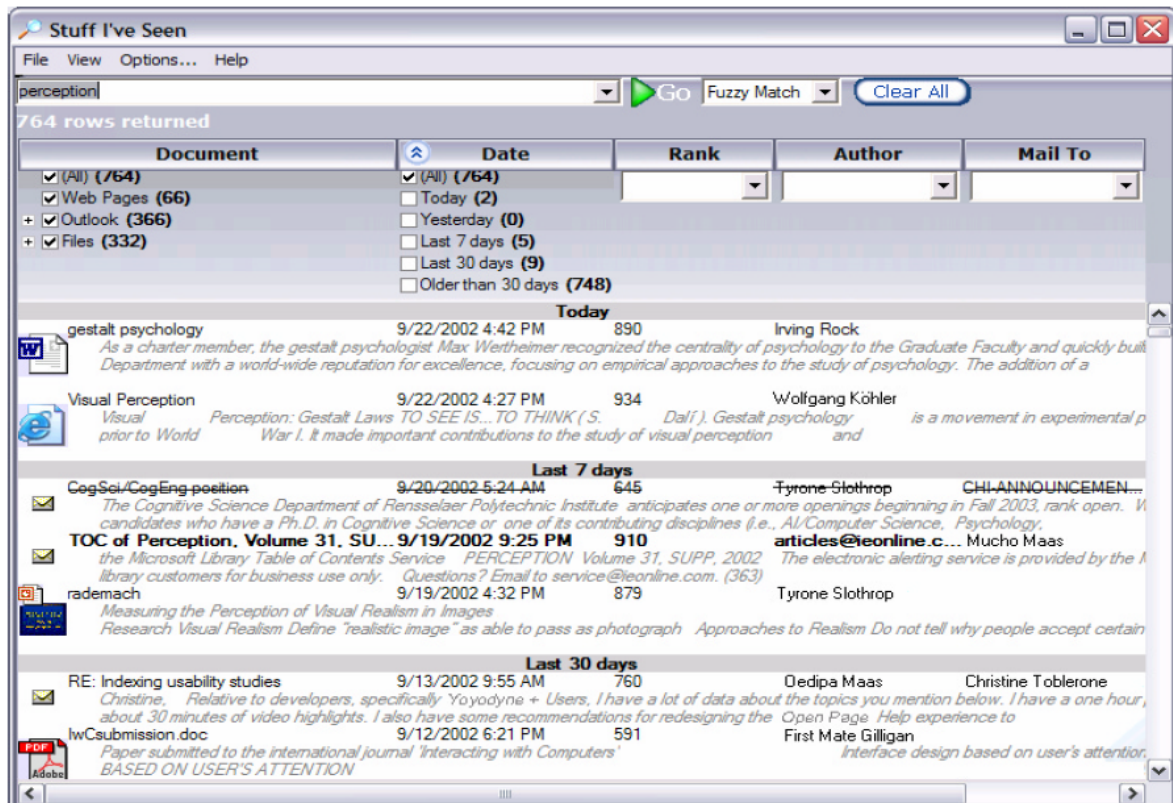 Stuff I've Seen
File View Options... Help
perception Go Fuzzy Match Clear All
764 rows returned
Document Date Rank Author Mail To
(All) (764) (All) (764)
Web Pages (66) Today (2)
Outlook (366) Yesterday (0)
Files (332) Last 7 days (5)
Last 30 days (9)
Older than 30 days (748)
Today
gestalt psychology 9/22/2002 4:42 PM 890 Irving Rock
As a charter member, the gestalt psychologist Max Wertheimer recognized the centrality of psychology to the Graduate Faculty and quickly built
Department with a world-wide reputation for excellence, focusing on empirical approaches to the study of psychology. The addition of a
Visual Perception 9/22/2002 4:27 PM 934 Wolfgang Köhler
Visual Perception: Gestalt Laws TO SEE IS...TO THINK ( S. Dalí ). Gestalt psychology is a movement in experimental p
prior to World War I. It made important contributions to the study of visual perception and
Last 7 days
CogSci/CogEng position 9/20/2002 5:24 AM 645 Tyrone Slothrop CHI-ANNOUNCEMEN...
The Cognitive Science Department of Rensselaer Polytechnic Institute anticipates one or more openings beginning in Fall 2003, rank open. W
candidates who have a Ph.D. in Cognitive Science or one of its contributing disciplines (i.e., AI/Computer Science, Psychology,
TOC of Perception, Volume 31, SU... 9/19/2002 9:25 PM 910 articles@ieonline.c... Mucho Maas
the Microsoft Library Table of Contents Service PERCEPTION Volume 31, SUPP, 2002 The electronic alerting service is provided by the M
library customers for business use only. Questions? Email to service@ieonline.com. (363)
rademach 9/19/2002 4:32 PM 879 Tyrone Slothrop
Measuring the Perception of Visual Realism in Images
Research Visual Realism Define "realistic image" as able to pass as photograph Approaches to Realism Do not tell why people accept certain
Last 30 days
RE: Indexing usability studies 9/13/2002 9:55 AM 760 Oedipa Maas Christine Toblerone
Christine, Relative to developers, specifically Yoyodyne + Users, I have a lot of data about the topics you mention below. I have a one hour
about 30 minutes of video highlights. I also have some recommendations for redesigning the Open Page Help experience to
IwCsubmission.doc 9/12/2002 6:21 PM 591 First Mate Gilligan
Paper submitted to the international journal 'Interacting with Computers' Interface design based on user's attention
BASED ON USER'S ATTENTION
PDF
Adobe